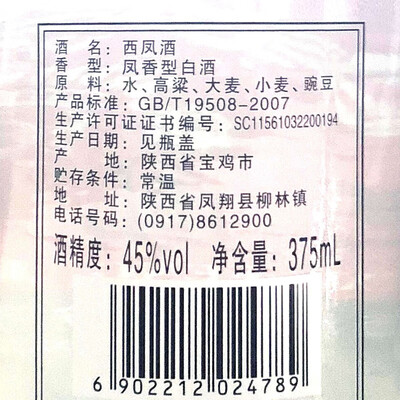 酒 名：西凤酒
香 型：凤香型白酒
原 料：水、高粱、大麦、小麦、豌豆
产品标准：GB/T19508-2007
生产许可证证书编号：SC11561032200194
生产日期：见瓶盖
产 地：陕西省宝鸡市
贮存条件：常温
地 址：陕西省凤翔县柳林镇
电话号码：(0917)8612900
酒精度：45%vol 净含量：375mL
6 902212 024789